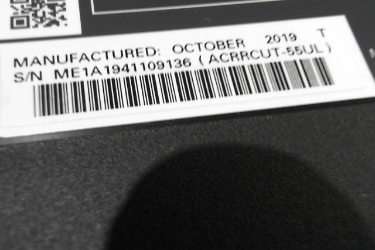 MANUFACTURED: OCTOBER 2019 T
S/N ME1A1941109136 (ACRRCUT-55UL)